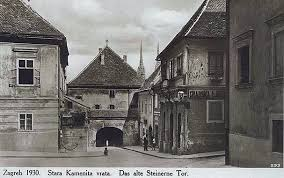 Zagreb 1930. Stara Kamenita vrata. Das alte Steinerne Tor.